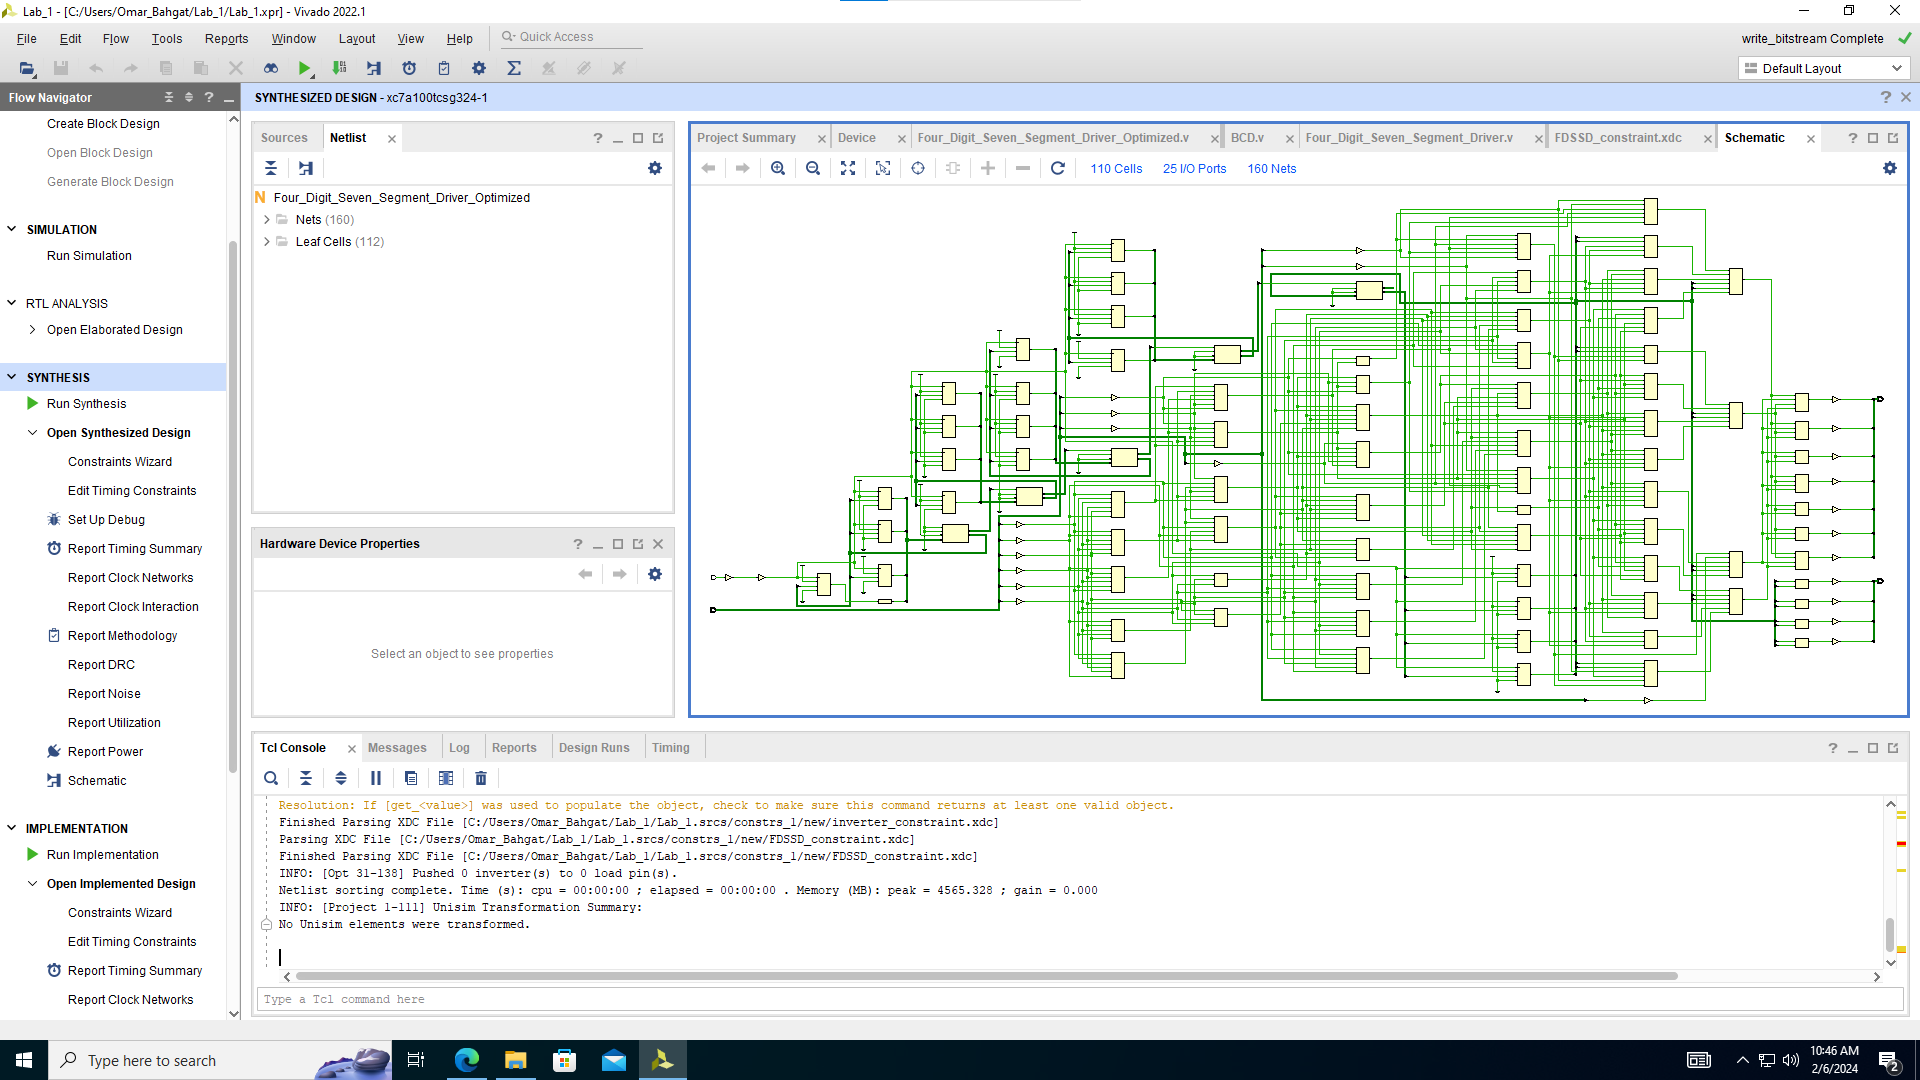 Lab_1 - [C:/Users/Omar_Bahgat/Lab_1/Lab_1.xpr] - Vivado 2022.1
File Edit Flow Tools Reports Window Layout View Help Quick Access
write_bitstream Complete
Default Layout
Flow Navigator
SYNTHESIZED DESIGN - xc7a100tcsg324-1
Create Block Design
Open Block Design
Generate Block Design
SIMULATION
Run Simulation
RTL ANALYSIS
Open Elaborated Design
SYNTHESIS
Run Synthesis
Open Synthesized Design
Constraints Wizard
Edit Timing Constraints
Set Up Debug
Report Timing Summary
Report Clock Networks
Report Clock Interaction
Report Methodology
Report DRC
Report Noise
Report Utilization
Report Power
Schematic
IMPLEMENTATION
Run Implementation
Open Implemented Design
Constraints Wizard
Edit Timing Constraints
Report Timing Summary
Report Clock Networks
Sources Netlist
N Four_Digit_Seven_Segment_Driver_Optimized
Nets (160)
Leaf Cells (112)
Hardware Device Properties
Select an object to see properties
Project Summary Device Four_Digit_Seven_Segment_Driver_Optimized.v BCD.v Four_Digit_Seven_Segment_Driver.v FDSSD_constraint.xdc Schematic
110 Cells 25 I/O Ports 160 Nets
Tcl Console Messages Log Reports Design Runs Timing
Resolution: If [get_<value>] was used to populate the object, check to make sure this command returns at least one valid object.
Finished Parsing XDC File [C:/Users/Omar_Bahgat/Lab_1/Lab_1.srcs/constrs_1/new/inverter_constraint.xdc]
Parsing XDC File [C:/Users/Omar_Bahgat/Lab_1/Lab_1.srcs/constrs_1/new/FDSSD_constraint.xdc]
Finished Parsing XDC File [C:/Users/Omar_Bahgat/Lab_1/Lab_1.srcs/constrs_1/new/FDSSD_constraint.xdc]
INFO: [Opt 31-138] Pushed 0 inverter(s) to 0 load pin(s).
Netlist sorting complete. Time (s): cpu = 00:00:00 ; elapsed = 00:00:00 . Memory (MB): peak = 4565.328 ; gain = 0.000
INFO: [Project 1-111] Unisim Transformation Summary:
No Unisim elements were transformed.
Type a Tcl command here
Type here to search
10:46 AM
2/6/2024
2